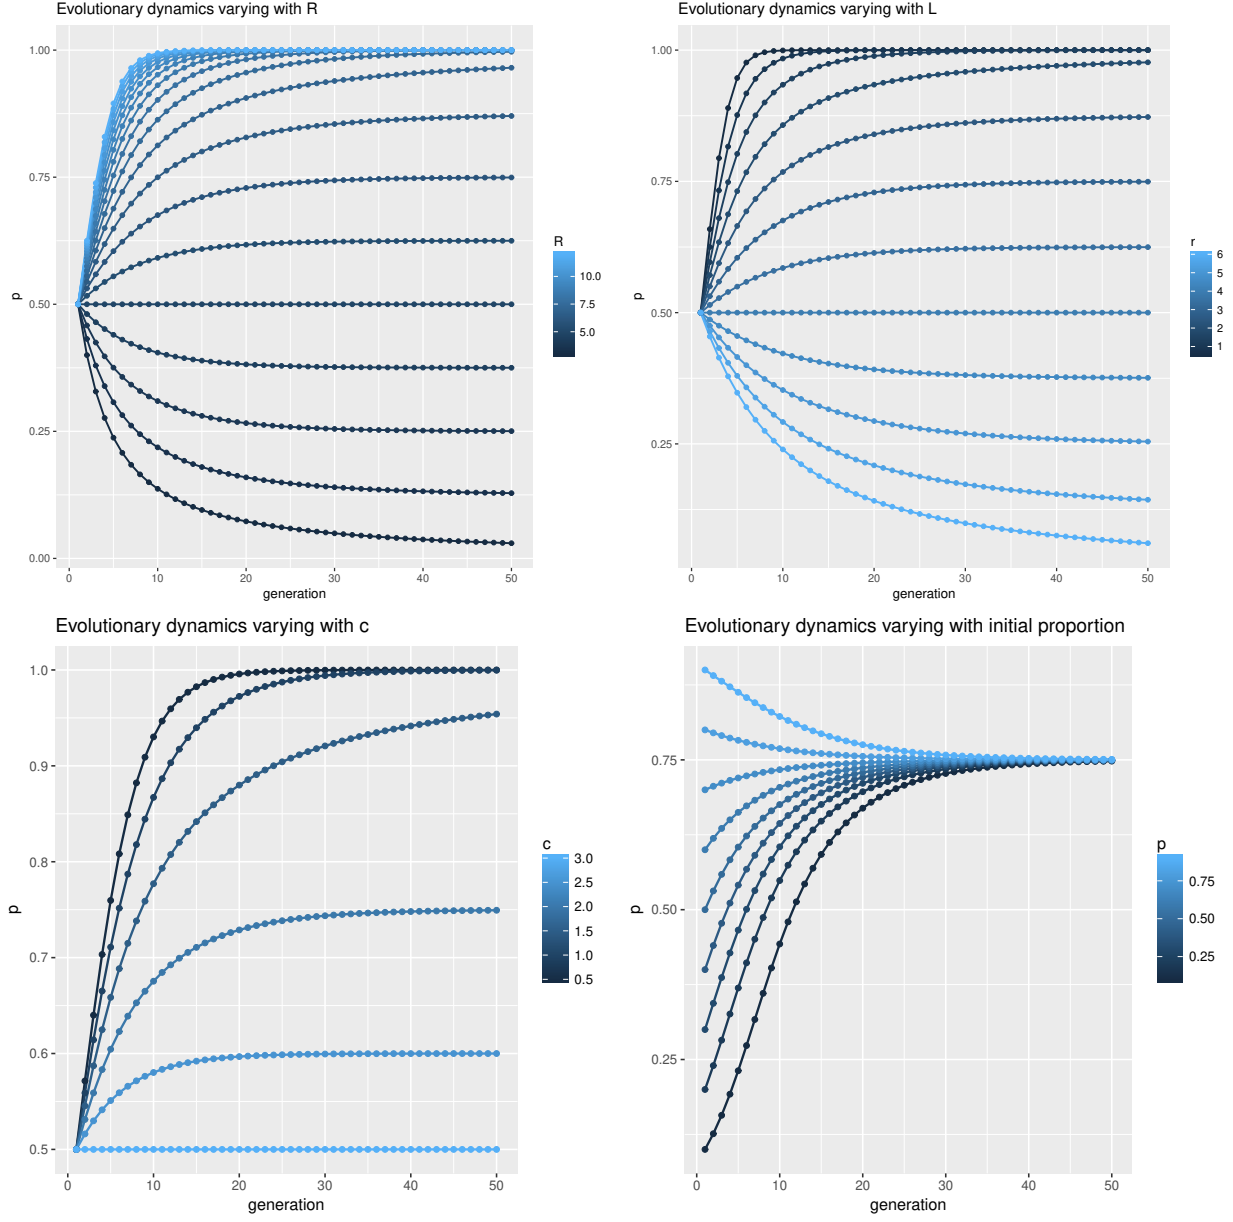 Evolutionary dynamics varying with R
1.00
0.75
0.50
0.25
0.00
p
0 10 20 30 40 50
generation
R
10.0
7.5
5.0
Evolutionary dynamics varying with L
1.00
0.75
0.50
0.25
p
0 10 20 30 40 50
generation
r
6
5
4
3
2
1
Evolutionary dynamics varying with c
1.0
0.9
0.8
0.7
0.6
0.5
p
0 10 20 30 40 50
generation
c
3.0
2.5
2.0
1.5
1.0
0.5
Evolutionary dynamics varying with initial proportion
0.75
0.50
0.25
p
0 10 20 30 40 50
generation
p
0.75
0.50
0.25